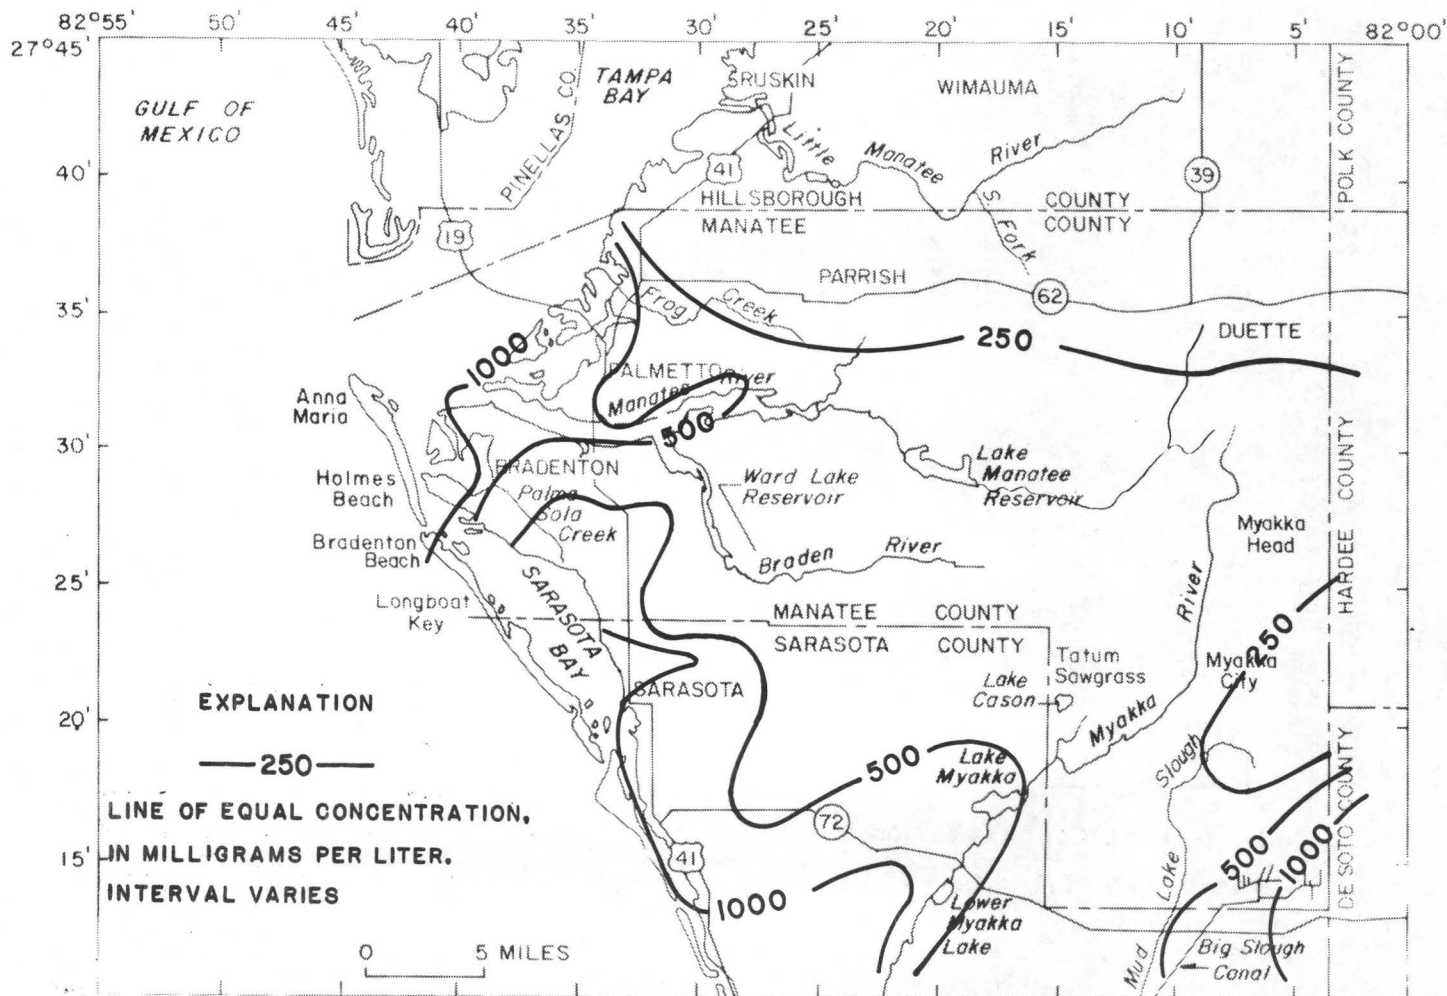 82°55'
50'
45'
40'
35'
30'
25'
20'
15'
10'
5'
82°00'
27°45'
40'
35'
30'
25'
20'
15'
GULF OF
MEXICO
TAMPA
BAY
PINELLAS CO.
RUSKIN
WIMAUMA
Little Manatee River
S. Fork
41
39
19
HILLSBOROUGH COUNTY
MANATEE COUNTY
POLK COUNTY
PARRISH
62
Frog Creek
250
DUETTE
1000
PALMETTO
Manatee River
Anna
Maria
500
BRADENTON
Holmes
Beach
Palma
Sola
Creek
Ward Lake
Reservoir
Lake
Manatee
Reservoir
HARDEE COUNTY
Bradenton
Beach
Braden River
Myakka
Head
Longboat
Key
SARASOTA
BAY
MANATEE COUNTY
SARASOTA COUNTY
Myakka River
250
Tatum
Sawgrass
Lake
Cason
Myakka
City
SARASOTA
EXPLANATION
250
LINE OF EQUAL CONCENTRATION,
IN MILLIGRAMS PER LITER.
INTERVAL VARIES
500
Lake
Myakka
72
41
1000
Lower
Myakka
Lake
Mud Lake Slough
500
1000
DE SOTO COUNTY
Big Slough
Canal
0 5 MILES